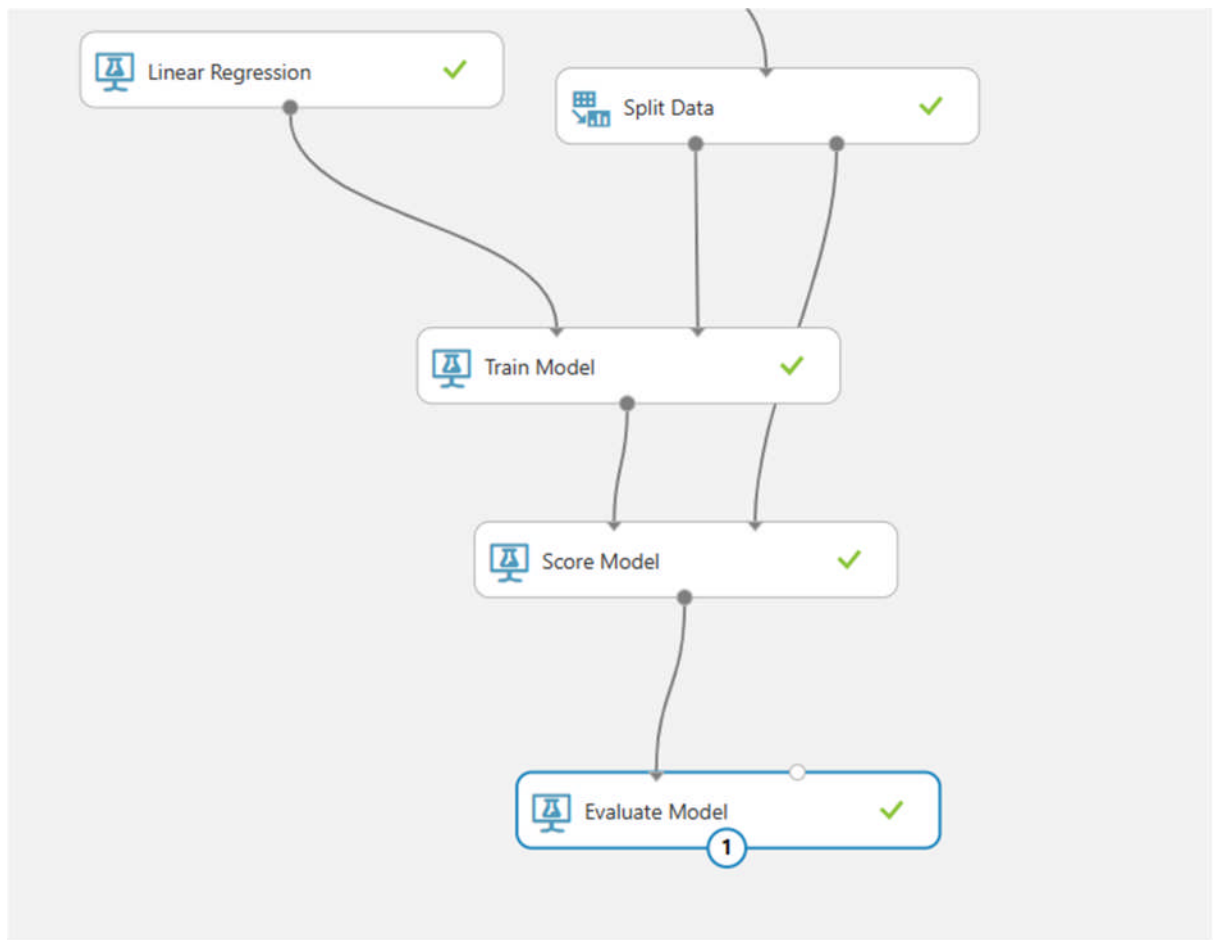 Linear Regression
Split Data
Train Model
Score Model
Evaluate Model
1